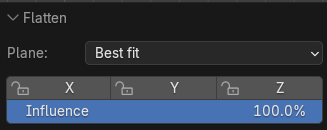 Flatten
Plane: Best fit
X Y Z
Influence 100.0%